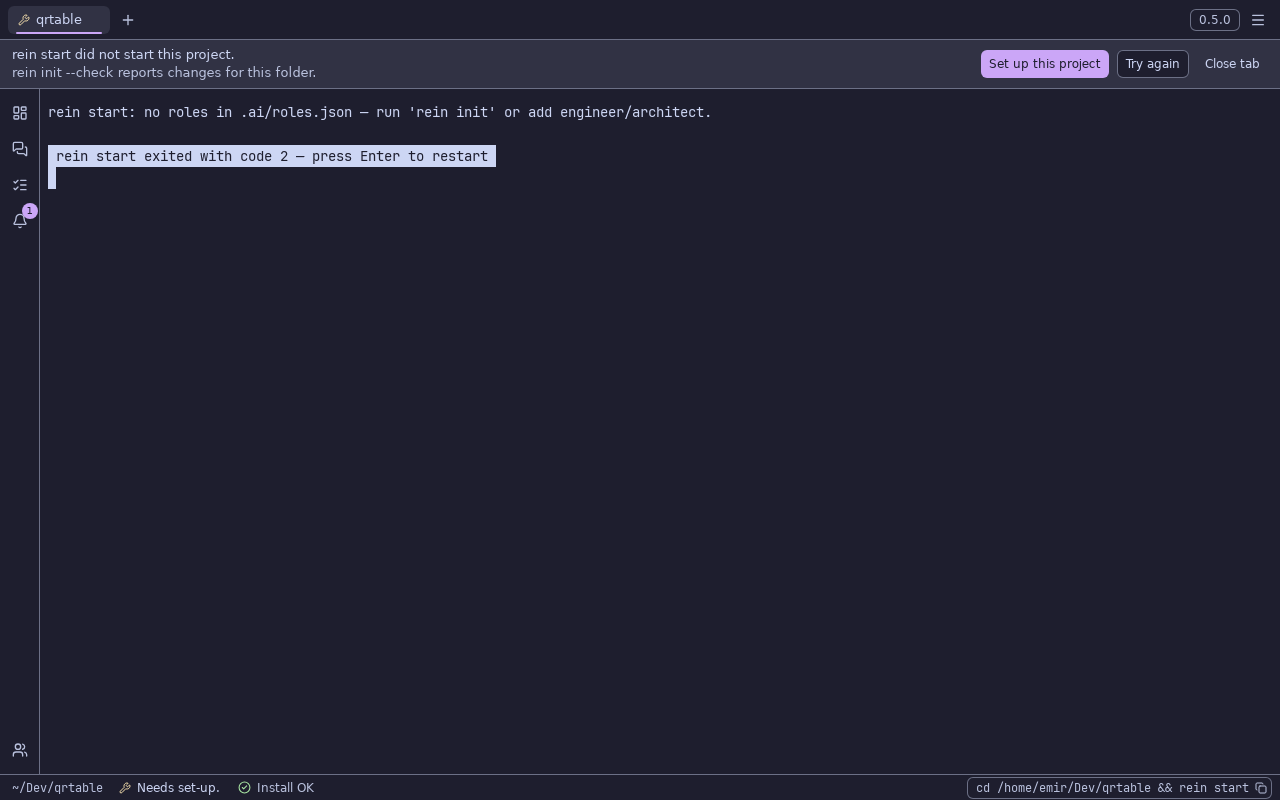 qrtable
0.5.0
rein start did not start this project.
rein init --check reports changes for this folder.
Set up this project
Try again
Close tab
rein start: no roles in .ai/roles.json — run 'rein init' or add engineer/architect.
rein start exited with code 2 — press Enter to restart
1
~/Dev/qrtable
Needs set-up.
Install OK
cd /home/emir/Dev/qrtable && rein start